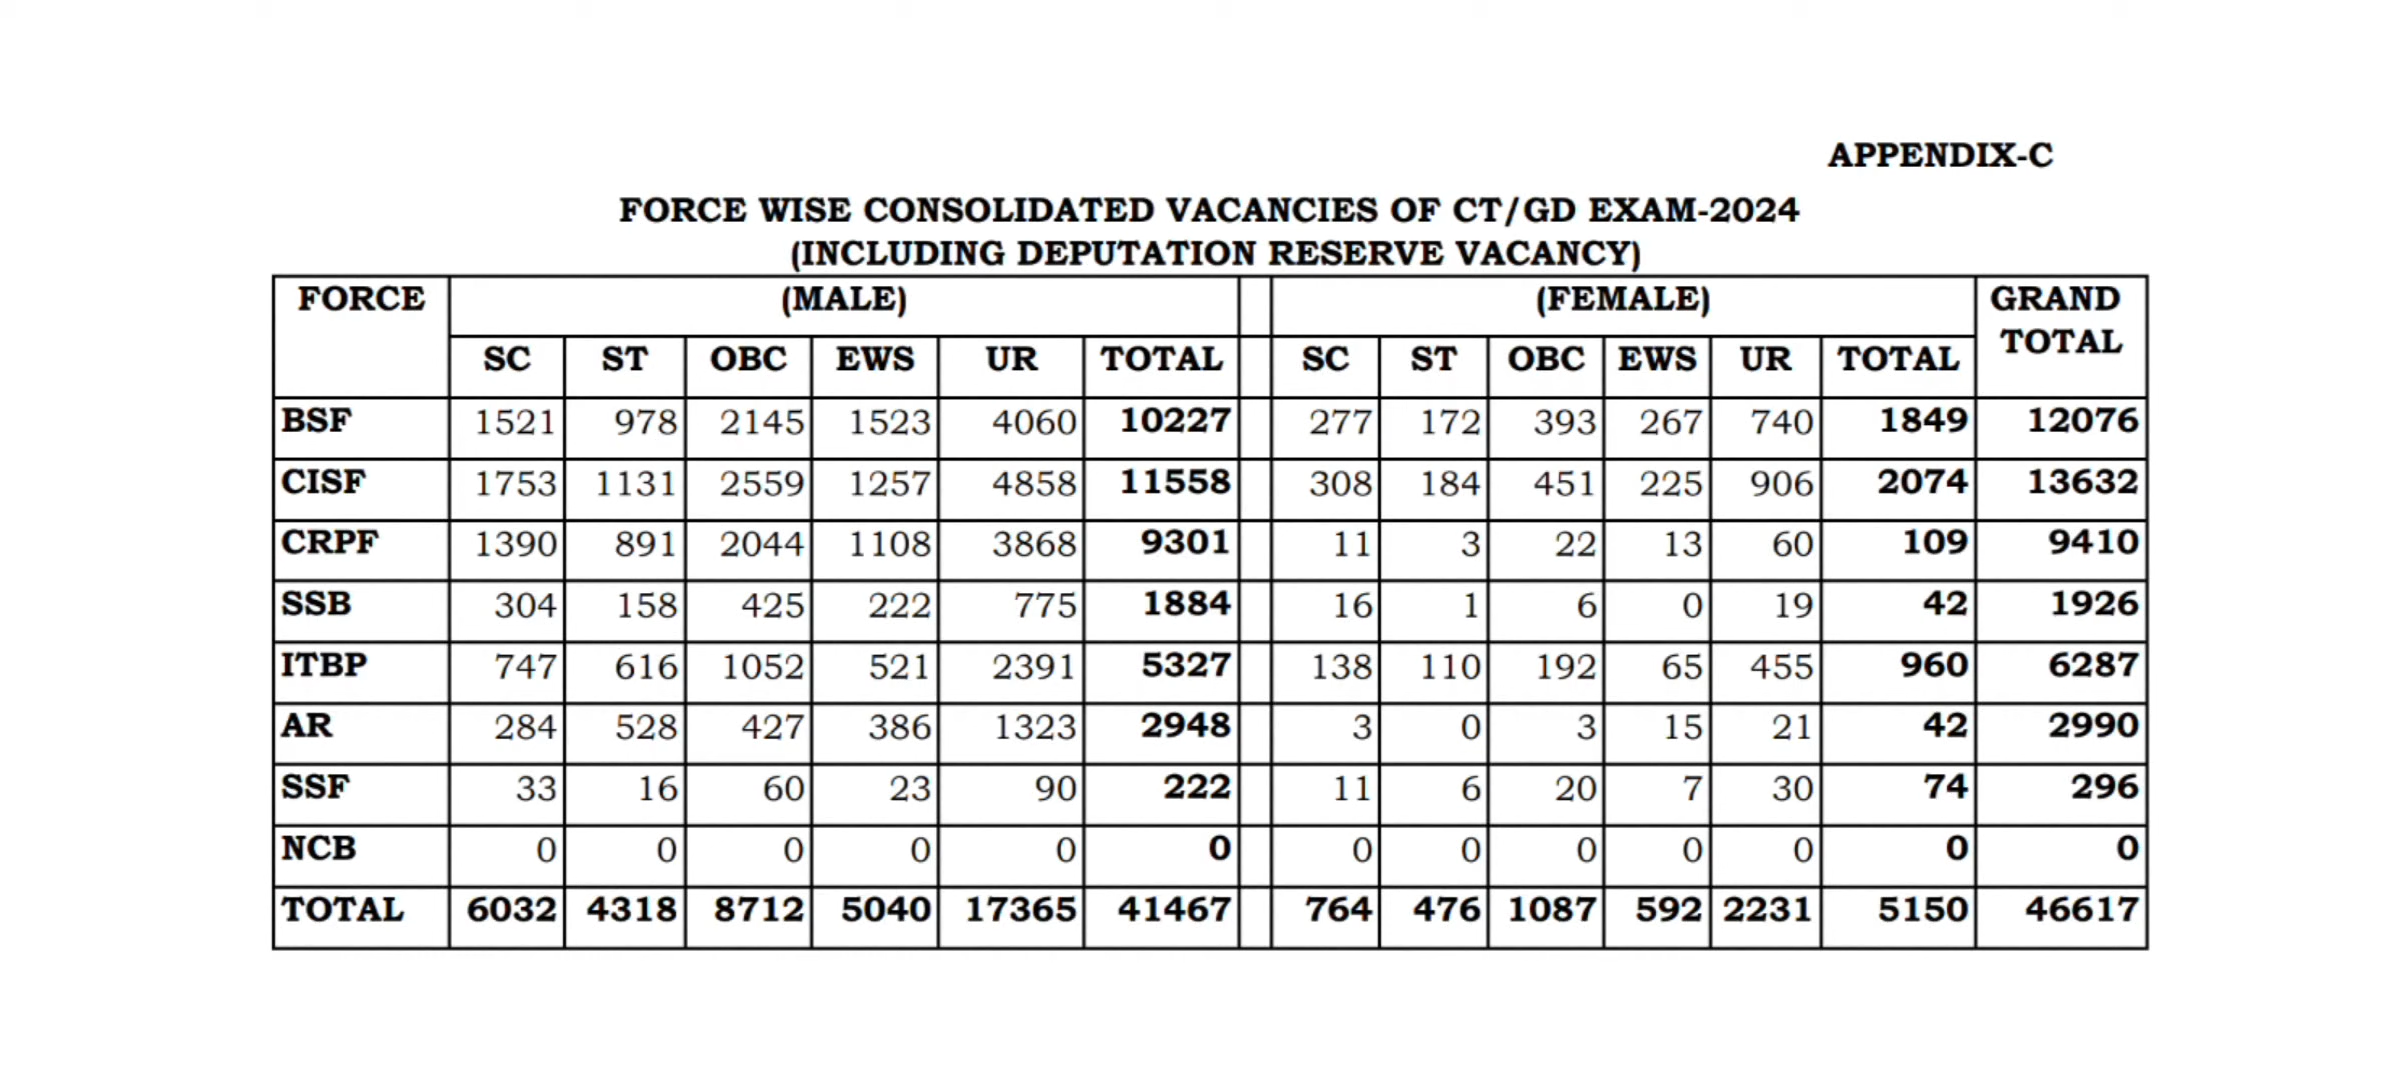 APPENDIX-C
FORCE WISE CONSOLIDATED VACANCIES OF CT/GD EXAM-2024
(INCLUDING DEPUTATION RESERVE VACANCY)
FORCE (MALE) (FEMALE) GRAND TOTAL
SC ST OBC EWS UR TOTAL SC ST OBC EWS UR TOTAL
BSF 1521 978 2145 1523 4060 10227 277 172 393 267 740 1849 12076
CISF 1753 1131 2559 1257 4858 11558 308 184 451 225 906 2074 13632
CRPF 1390 891 2044 1108 3868 9301 11 3 22 13 60 109 9410
SSB 304 158 425 222 775 1884 16 1 6 0 19 42 1926
ITBP 747 616 1052 521 2391 5327 138 110 192 65 455 960 6287
AR 284 528 427 386 1323 2948 3 0 3 15 21 42 2990
SSF 33 16 60 23 90 222 11 6 20 7 30 74 296
NCB 0 0 0 0 0 0 0 0 0 0 0 0 0
TOTAL 6032 4318 8712 5040 17365 41467 764 476 1087 592 2231 5150 46617